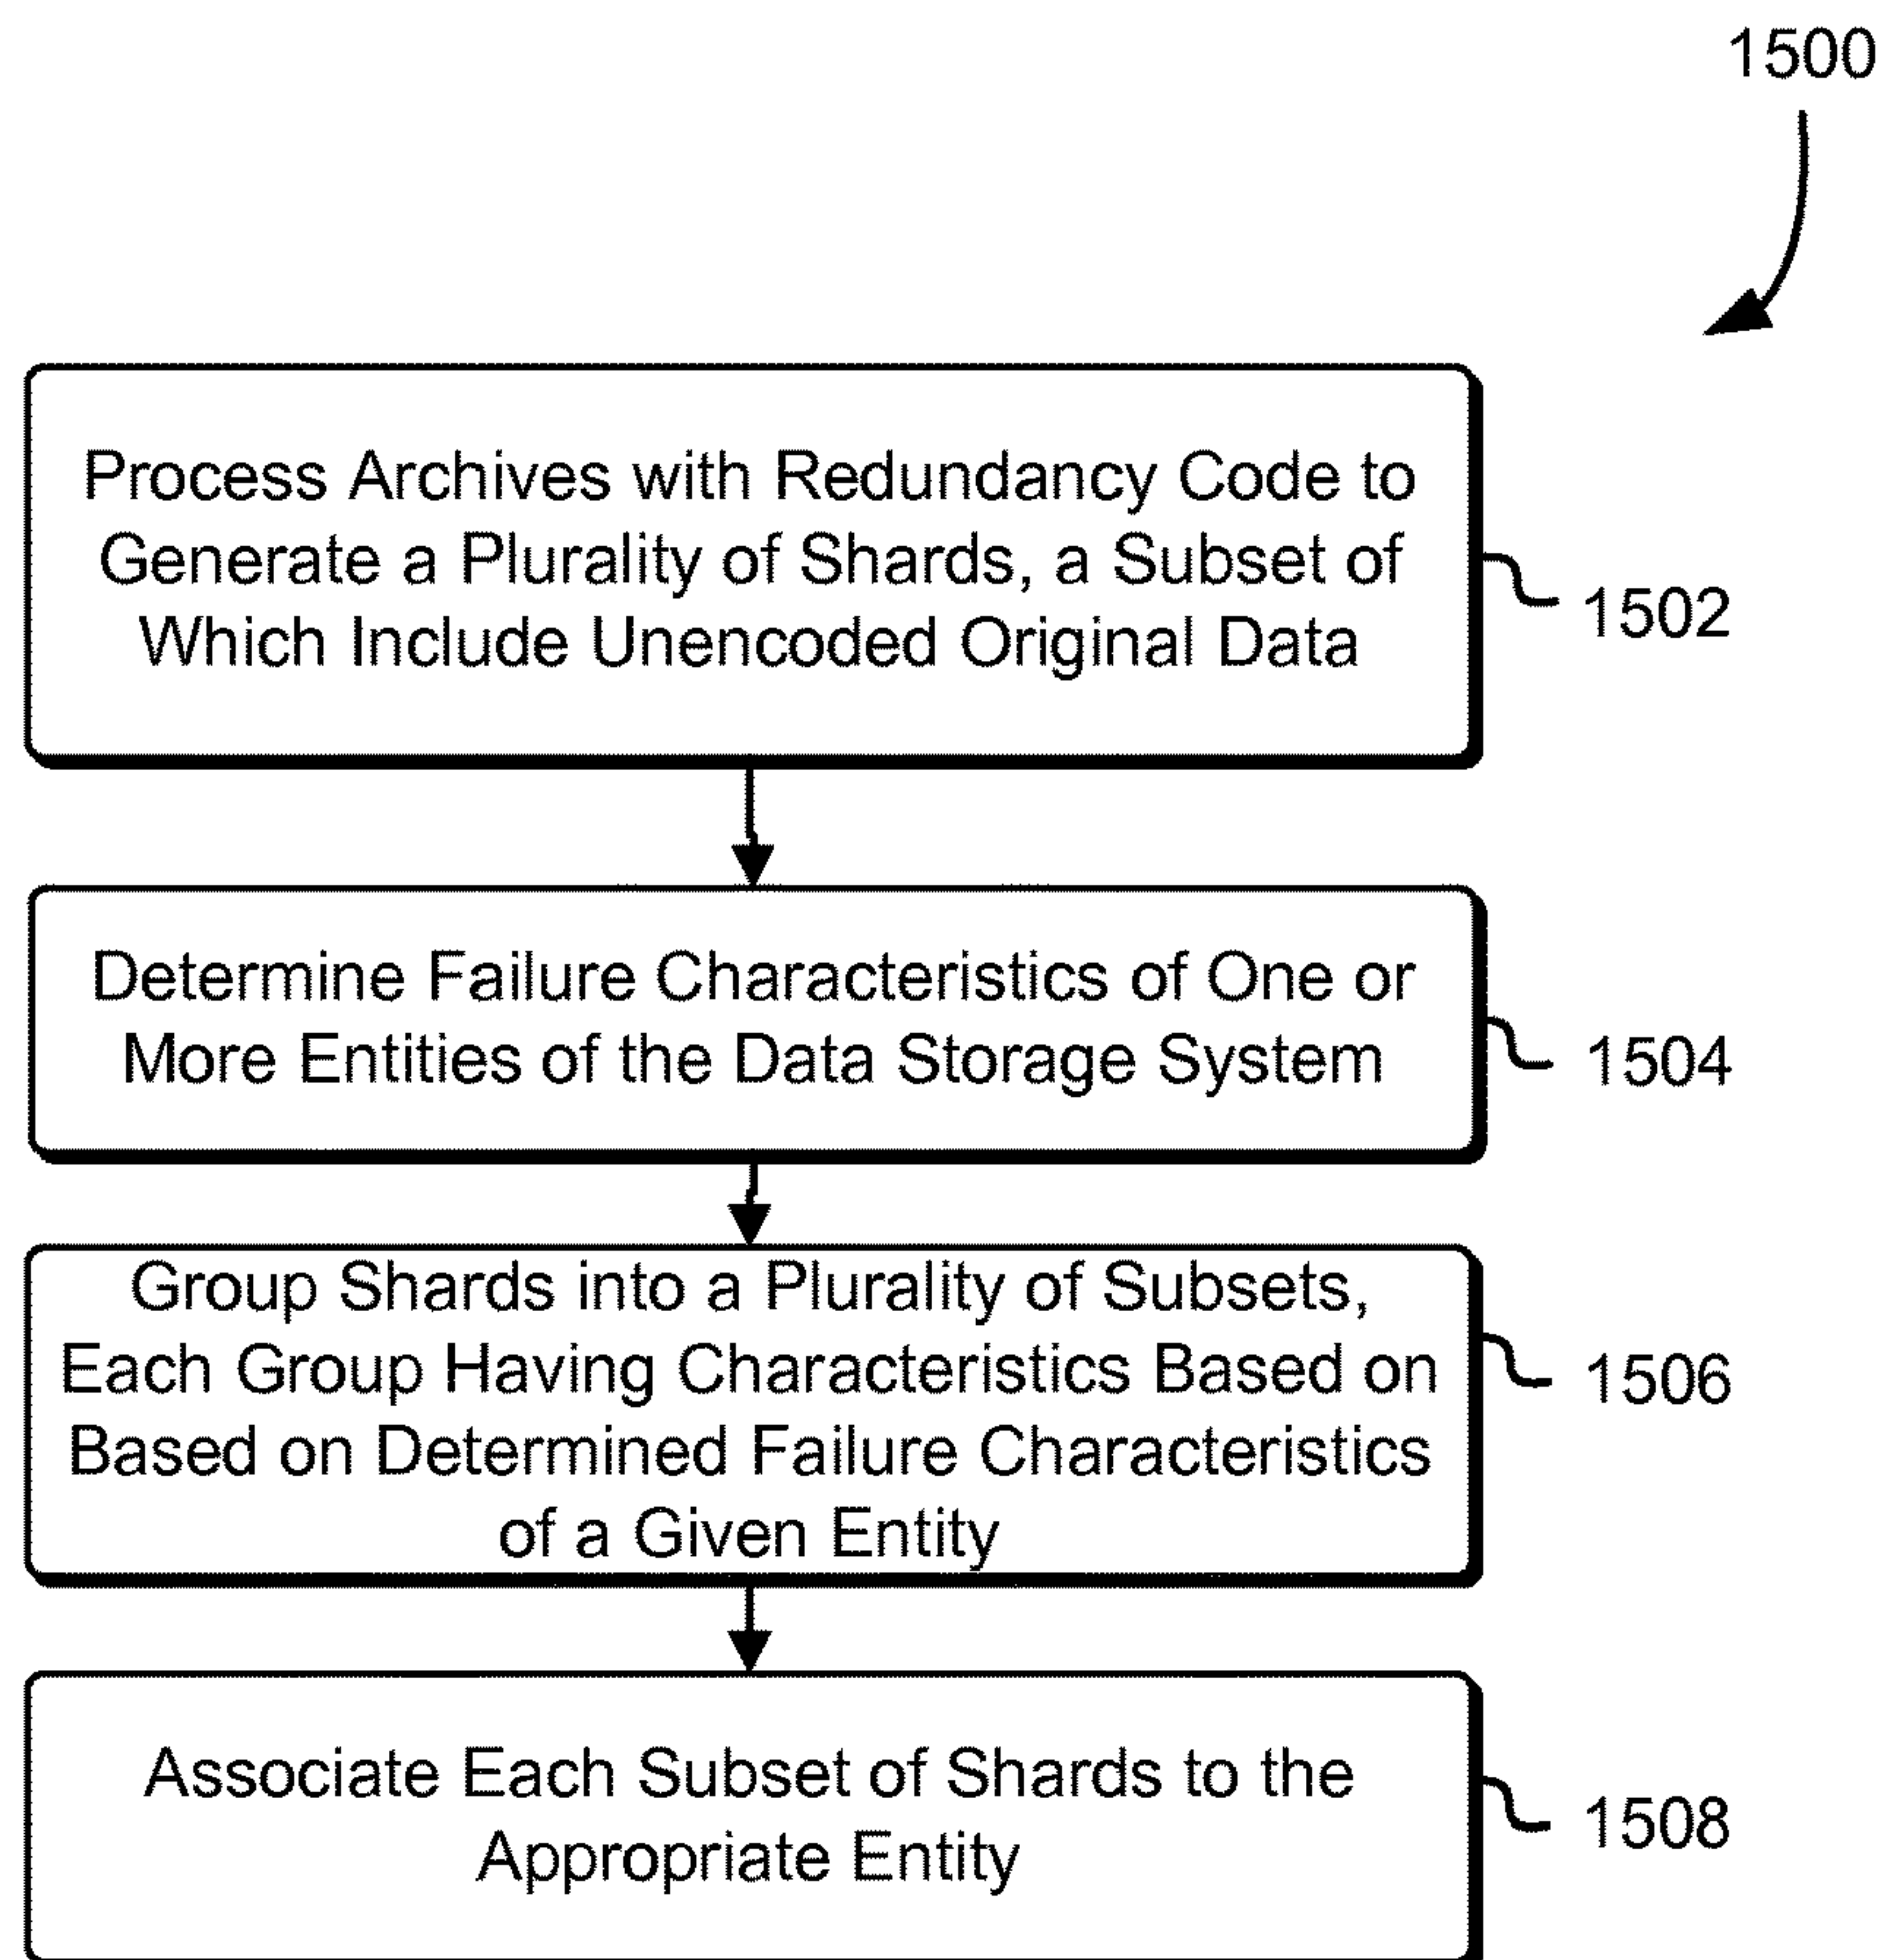 1500
Process Archives with Redundancy Code to
Generate a Plurality of Shards, a Subset of
Which Include Unencoded Original Data
1502
Determine Failure Characteristics of One or
More Entities of the Data Storage System
1504
Group Shards into a Plurality of Subsets,
Each Group Having Characteristics Based on
Based on Determined Failure Characteristics
of a Given Entity
1506
Associate Each Subset of Shards to the
Appropriate Entity
1508